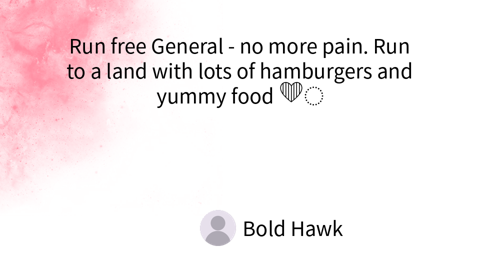 Run free General - no more pain. Run
to a land with lots of hamburgers and
yummy food ♥️
Bold Hawk